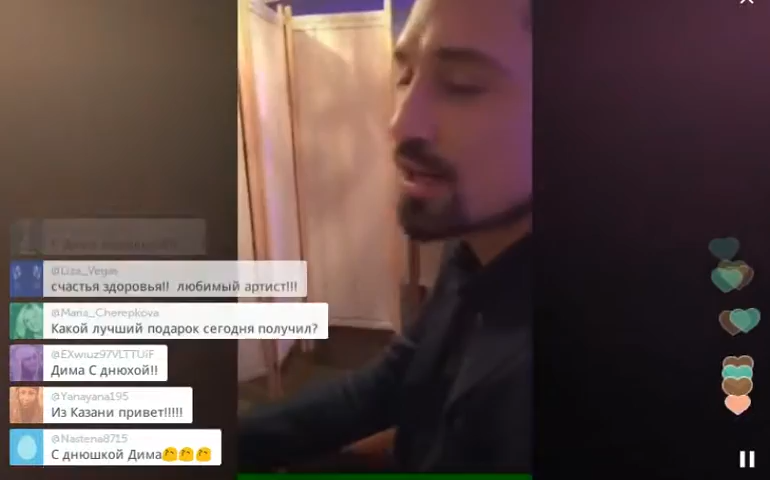 С Дима
@Liza_Vegas
счастья здоровья!! любимый артист!!!
@Maria_Cherepkova
Какой лучший подарок сегодня получил?
@EXwiuz97VLTTUiF
Дима С днюхой!!
@Yanayana195
Из Казани привет!!!!!
@Nastena8715
С днюшкой Дима🤗🤗🤗